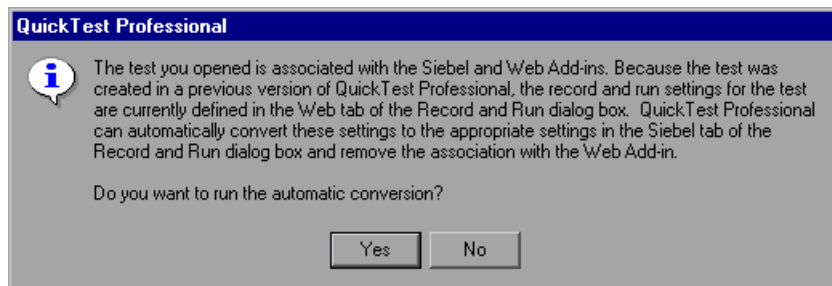 QuickTest Professional
The test you opened is associated with the Siebel and Web Add-ins. Because the test was
created in a previous version of QuickTest Professional, the record and run settings for the test
are currently defined in the Web tab of the Record and Run dialog box.  QuickTest Professional
can automatically convert these settings to the appropriate settings in the Siebel tab of the
Record and Run dialog box and remove the association with the Web Add-in.
Do you want to run the automatic conversion?
Yes No